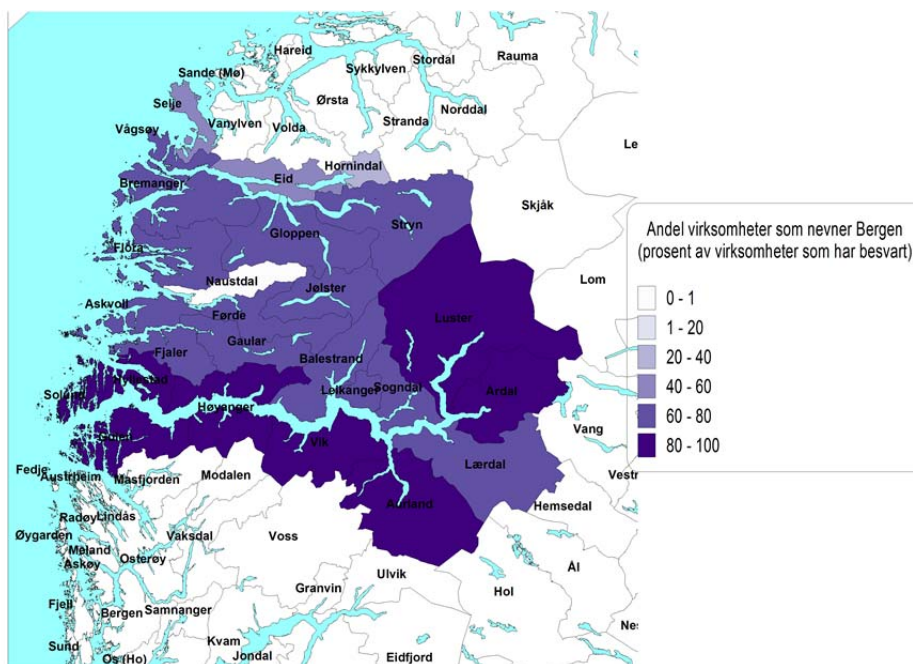 Hareid
Stordal
Rauma
Sande (Mø)
Sykkylven
Selje
Ørsta
Norddal
Vanylven
Stranda
Vågsøy
Volda
Le
Hornindal
Eid
Bremanger
Skjåk
Stryn
Gloppen
Flora
Lom
Naustdal
Jølster
Askvoll
Førde
Luster
Gaular
Fjaler
Balestrand
Hyllestad
Leikanger
Sogndal
Årdal
Solund
Høyanger
Vang
Gulen
Vik
Lærdal
Fedje
Modalen
Vestr
Austrheim
Masfjorden
Aurland
Hemsedal
Radøy
Lindås
Øygarden
Vaksdal
Voss
Meland
Osterøy
Ål
Askøy
Ulvik
Hol
Granvin
Fjell
Samnanger
Bergen
Nes
Kvam
Sund
Jondal
Eidfjord
Os (Ho)
Andel virksomheter som nevner Bergen
(prosent av virksomheter som har besvart)
0 - 1
1 - 20
20 - 40
40 - 60
60 - 80
80 - 100